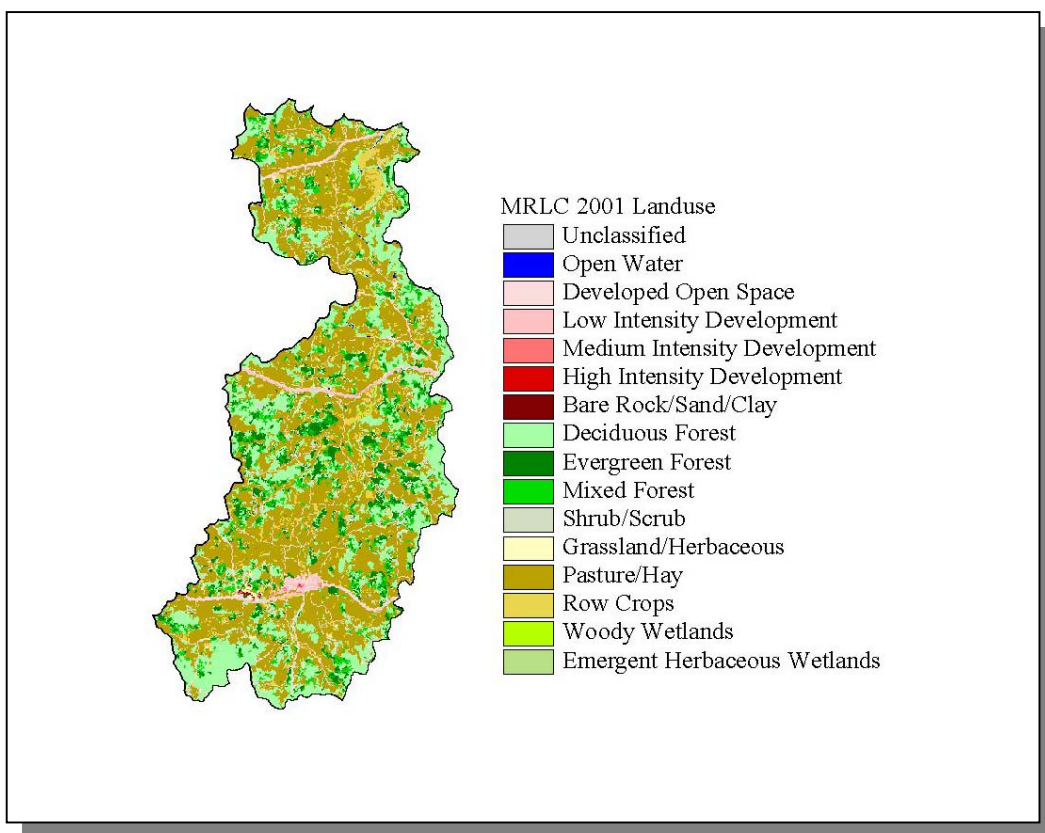 MRLC 2001 Landuse
Unclassified
Open Water
Developed Open Space
Low Intensity Development
Medium Intensity Development
High Intensity Development
Bare Rock/Sand/Clay
Deciduous Forest
Evergreen Forest
Mixed Forest
Shrub/Scrub
Grassland/Herbaceous
Pasture/Hay
Row Crops
Woody Wetlands
Emergent Herbaceous Wetlands